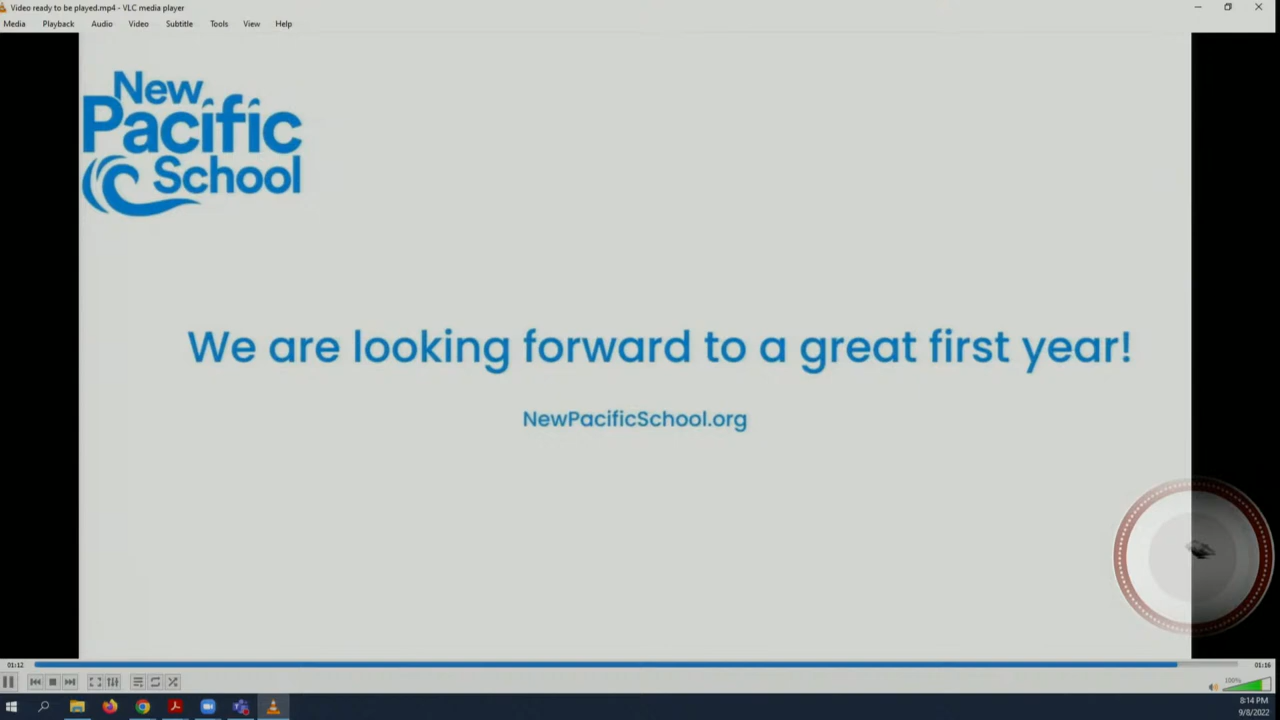 Video ready to be played.mp4 - VLC media player
Media Playback Audio Video Subtitle Tools View Help
New
Pacific
School
We are looking forward to a great first year!
NewPacificSchool.org
01:12
01:16
100%
8:14 PM
9/8/2022